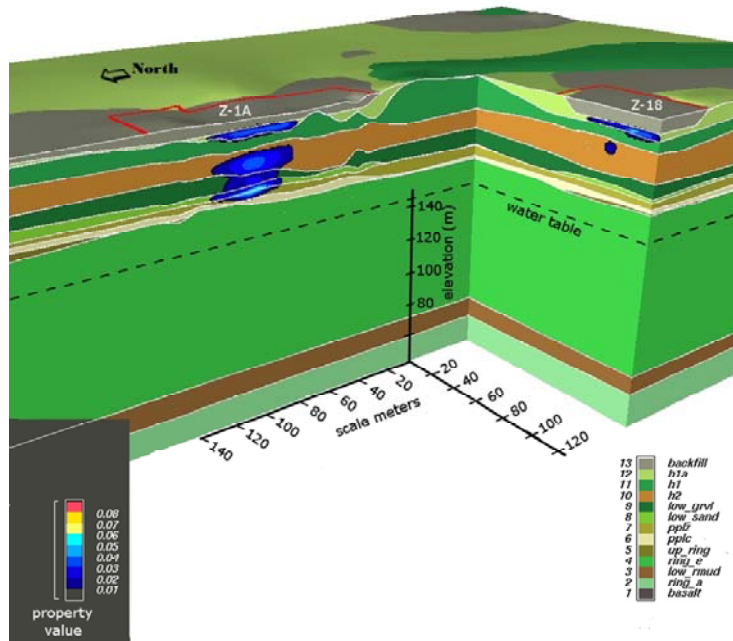 North
Z-1A
Z-18
water table
elevation (m)
140
120
100
80
20
40
60
80
100
120
140
scale meters
20
40
60
80
100
120
0.08
0.07
0.06
0.05
0.04
0.03
0.02
0.01
property
value
13 backfill
12 h1a
11 h1
10 h2
9 low_grvl
8 low_sand
7 pplz
6 pplc
5 up_ring
4 ring_e
3 low_rmud
2 ring_a
1 basalt